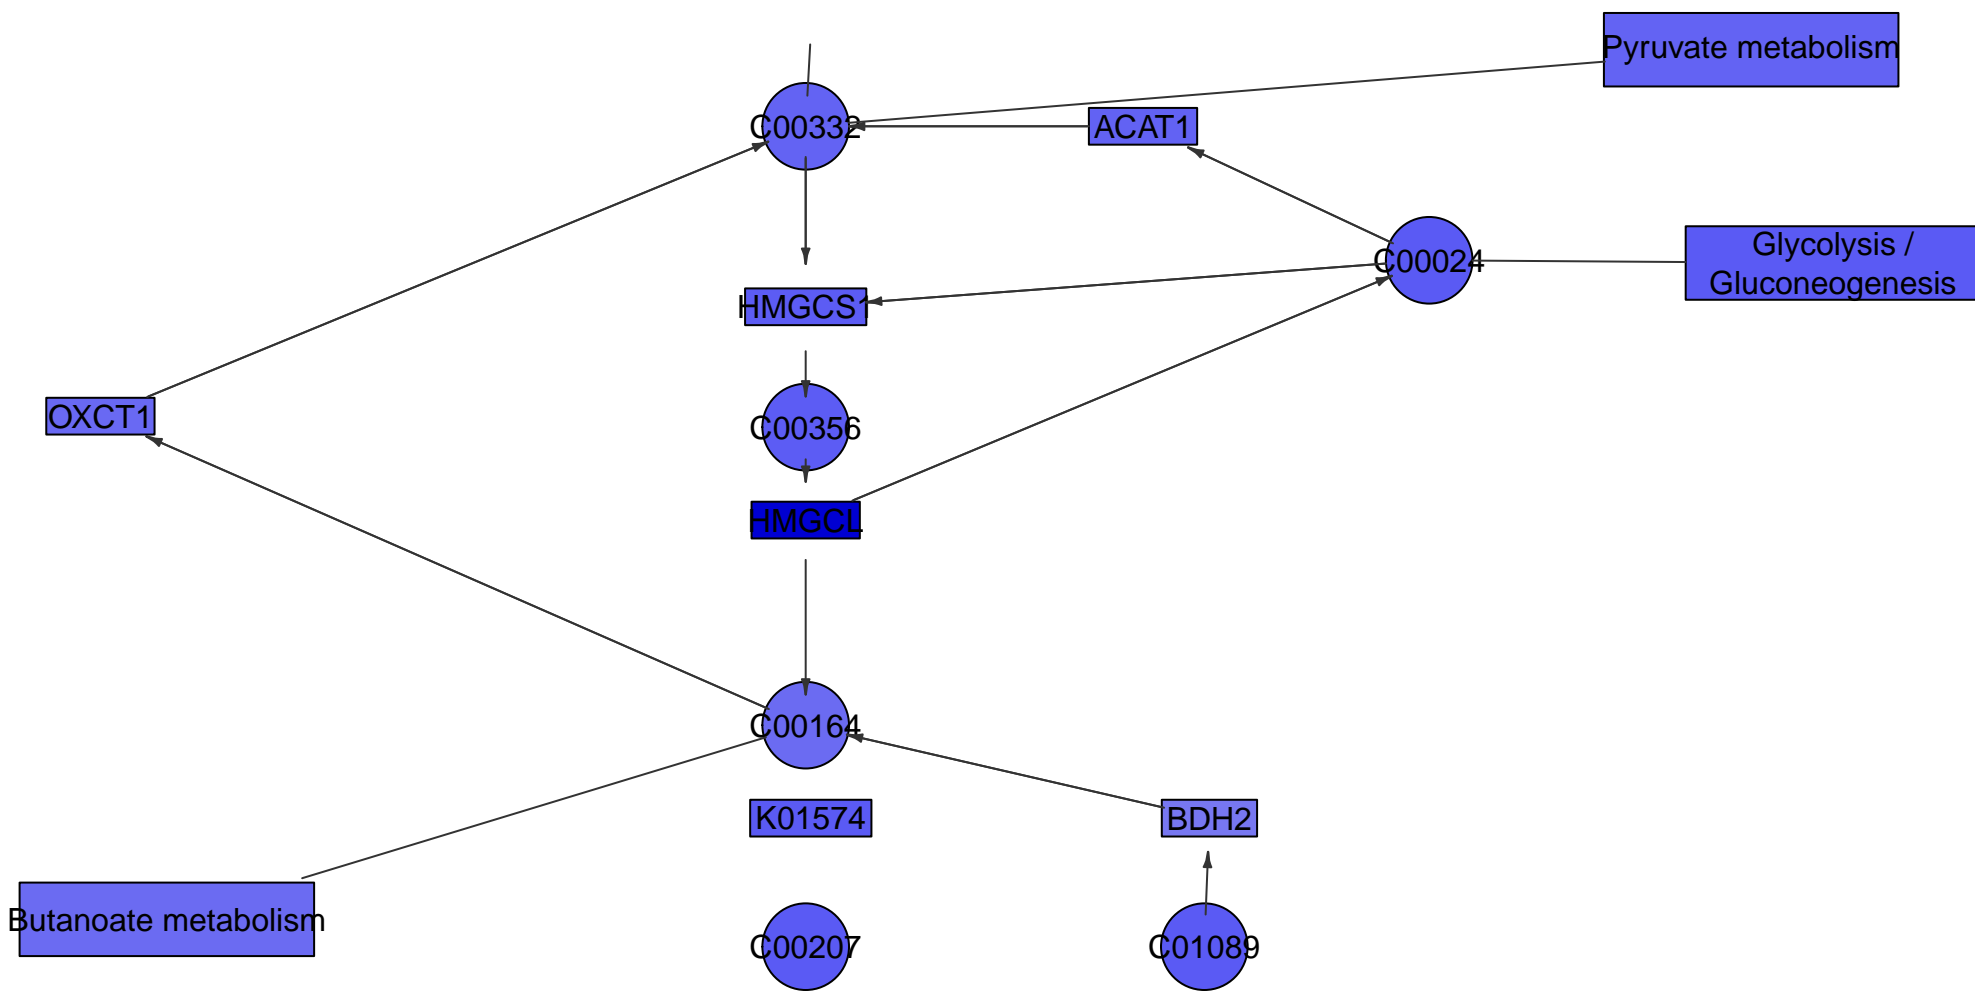 Pyruvate metabolism
C00332
ACAT1
Glycolysis /
Gluconeogenesis
C00024
HMGCS1
OXCT1
C00356
HMGCL
C00164
K01574
BDH2
Butanoate metabolism
C00207
C01089